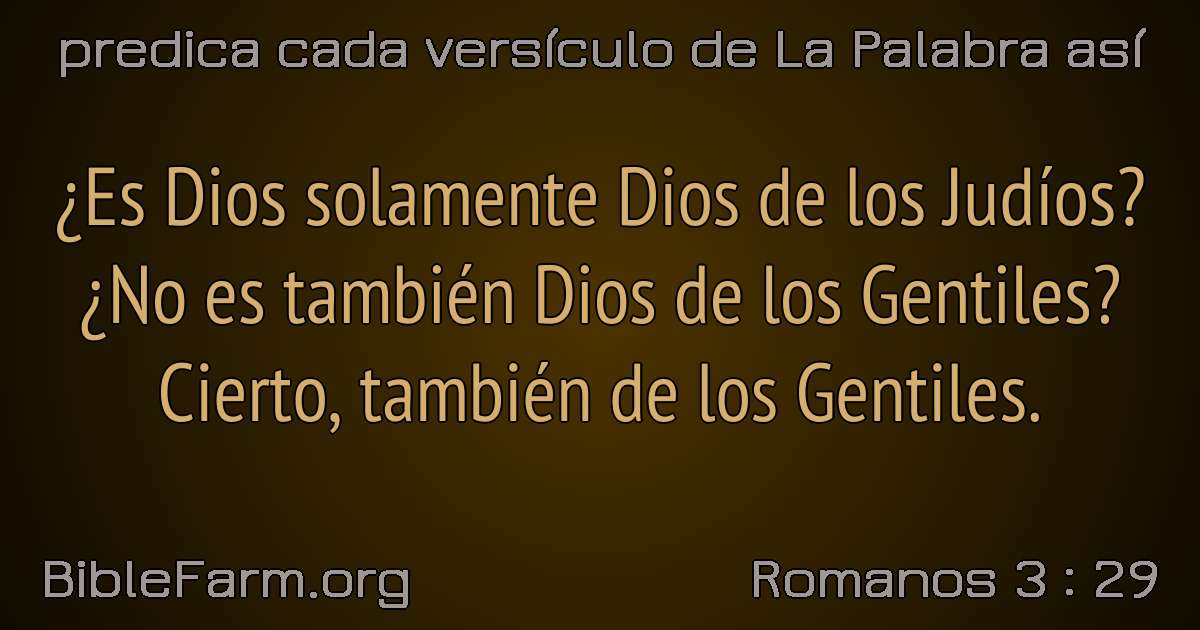 predica cada versículo de La Palabra así
¿Es Dios solamente Dios de los Judíos?
¿No es también Dios de los Gentiles?
Cierto, también de los Gentiles.
BibleFarm.org
Romanos 3 : 29